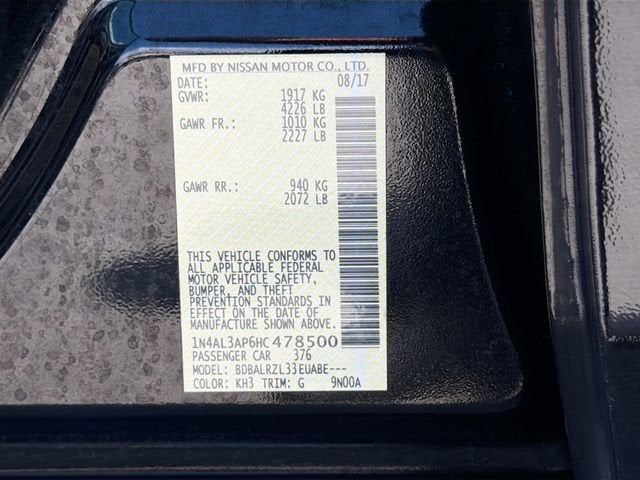 MFD BY NISSAN MOTOR CO., LTD.
DATE: 08/17
GVWR: 1917 KG
4226 LB
GAWR FR.: 1010 KG
2227 LB
GAWR RR.: 940 KG
2072 LB
THIS VEHICLE CONFORMS TO
ALL APPLICABLE FEDERAL
MOTOR VEHICLE SAFETY,
BUMPER, AND THEFT
PREVENTION STANDARDS IN
EFFECT ON THE DATE OF
MANUFACTURE SHOWN ABOVE.
1N4AL3AP6HC478500
PASSENGER CAR 376
MODEL: BDBALRZL33EUABE---
COLOR: KH3 TRIM: G 9N00A